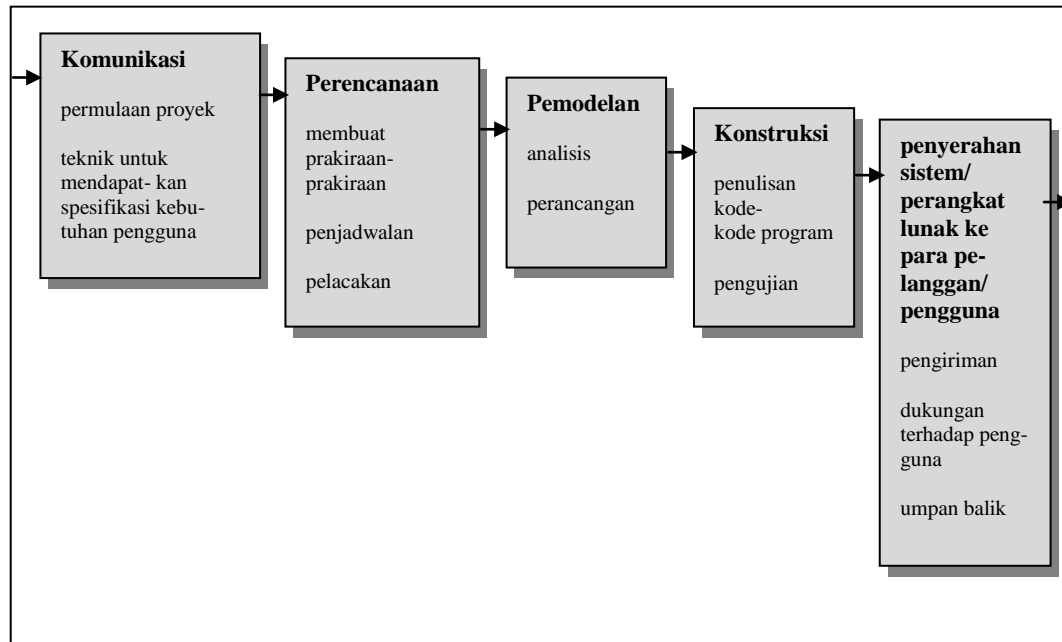 Komunikasi
permulaan proyek
teknik untuk
mendapat- kan
spesifikasi kebu-
tuhan pengguna
Perencanaan
membuat
prakiraan-
prakiraan
penjadwalan
pelacakan
Pemodelan
analisis
perancangan
Konstruksi
penulisan
kode-
kode program
pengujian
penyerahan
sistem/
perangkat
lunak ke
para pe-
langgan/
pengguna
pengiriman
dukungan
terhadap peng-
guna
umpan balik